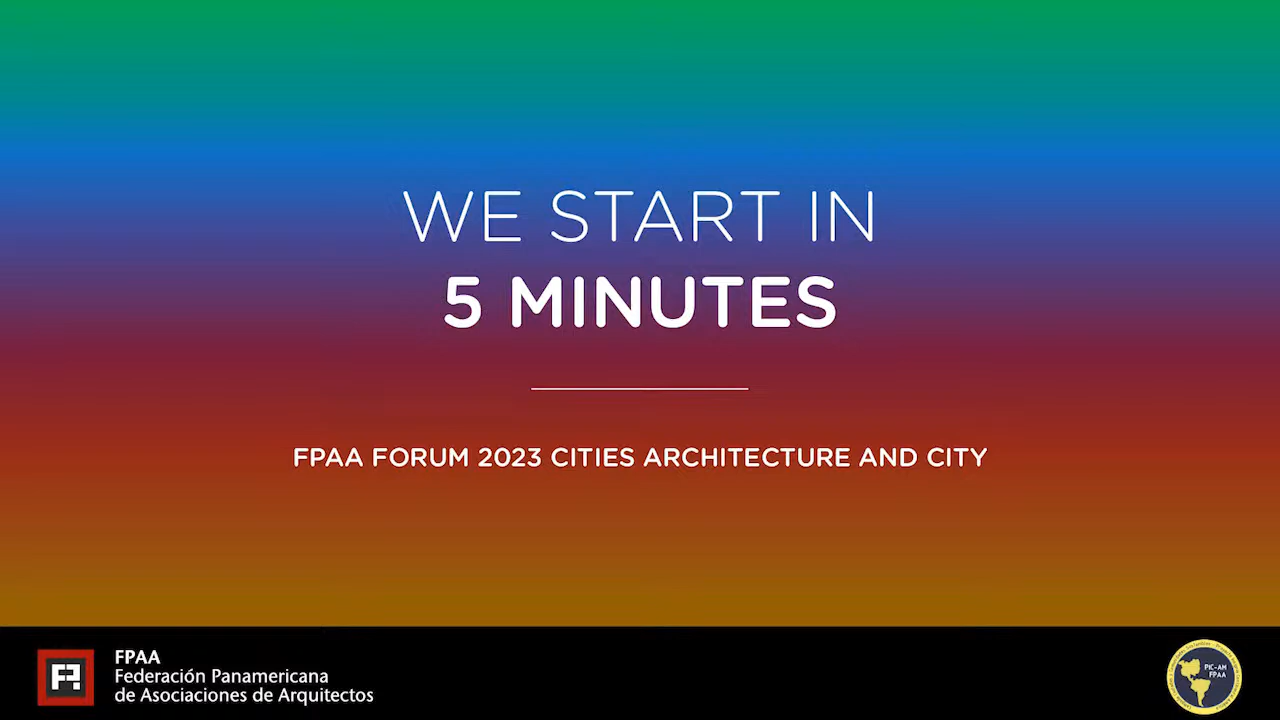 WE START IN
5 MINUTES
FPAA FORUM 2023 CITIES ARCHITECTURE AND CITY
FPAA
Federación Panamericana
de Asociaciones de Arquitectos
PIC-AH
FPAA